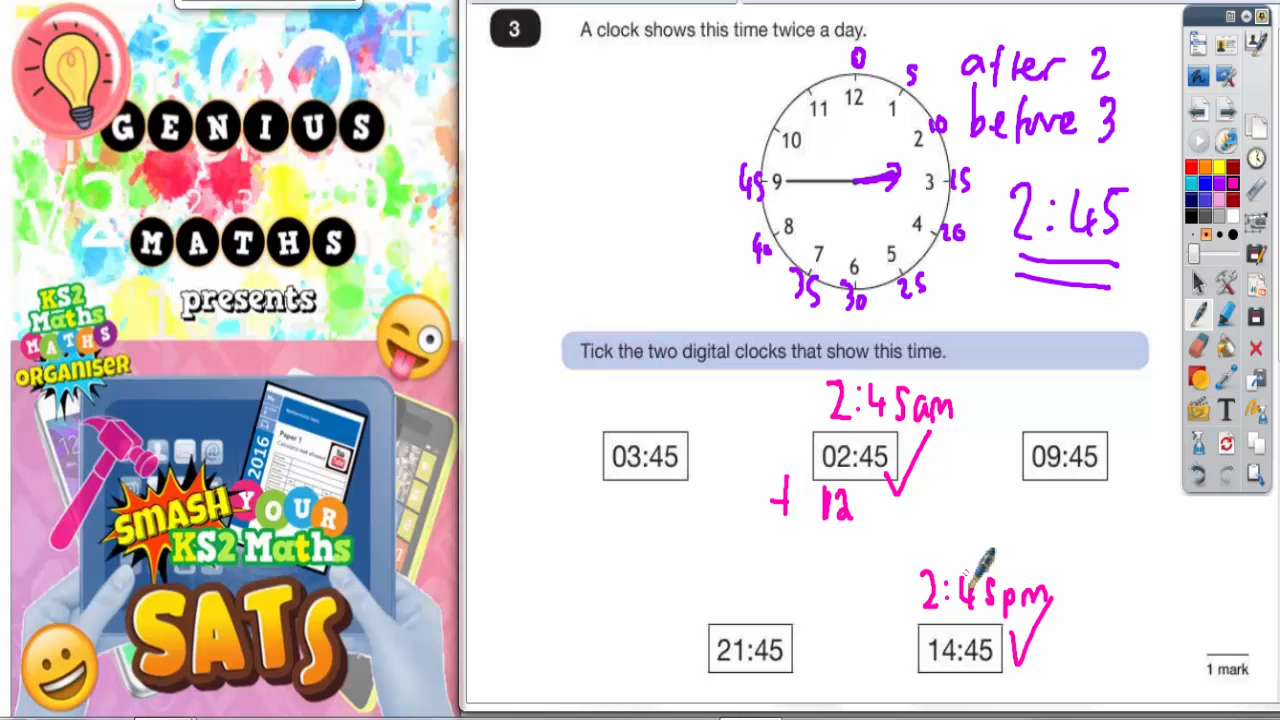 GENIUS
MATHS
presents
KS2
Maths
MATHS
ORGANISER
2016
Paper 1
You
SMASH YOUR
KS2 Maths
SATS
3
A clock shows this time twice a day.
0
5
10
15
20
25
30
35
40
45
12
1
2
3
4
5
6
7
8
9
10
11
after 2
before 3
2:45
Tick the two digital clocks that show this time.
2:45am
03:45
02:45
09:45
+ 12
2:45pm
21:45
14:45
1 mark